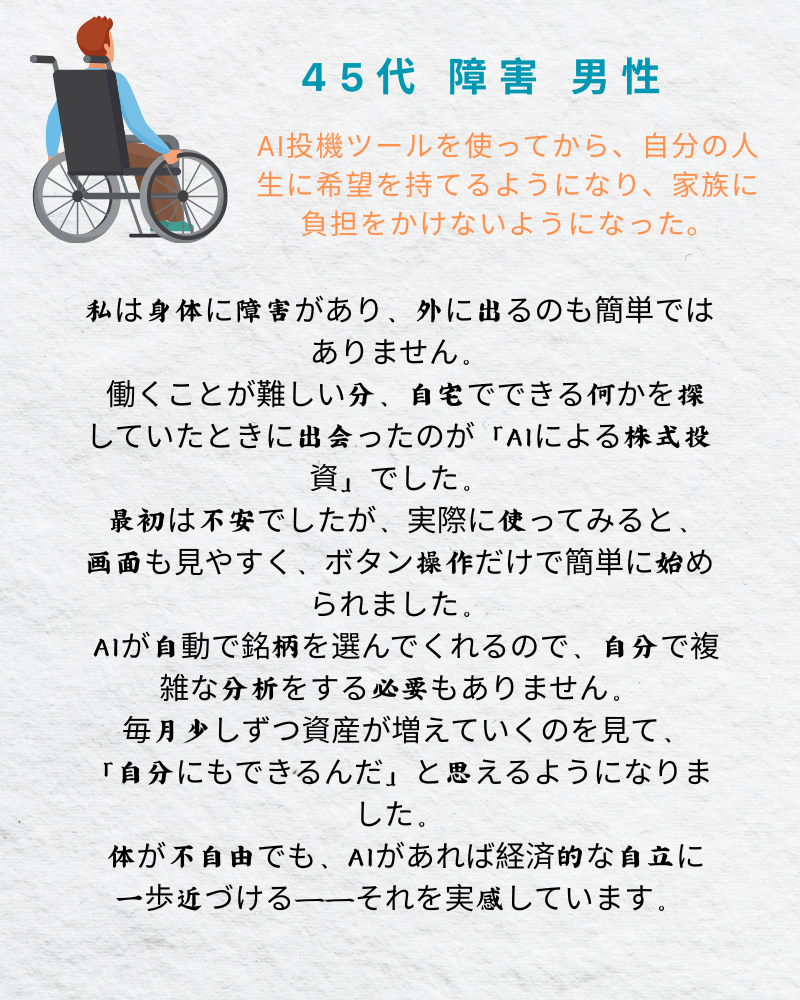 45代 障害 男性
AI投機ツールを使ってから、自分の人
生に希望を持てるようになり、家族に
負担をかけないようになった。
私は身体に障害があり、外に出るのも簡単では
ありません。
働くことが難しい分、自宅でできる何かを探
していたときに出会ったのが「AIによる株式投
資」でした。
最初は不安でしたが、実際に使ってみると、
画面も見やすく、ボタン操作だけで簡単に始め
られました。
AIが自動で銘柄を選んでくれるので、自分で複
雑な分析をする必要もありません。
毎月少しずつ資産が増えていくのを見て、
「自分にもできるんだ」と思えるようになりま
した。
体が不自由でも、AIがあれば経済的な自立に
一歩近づける——それを実感しています。